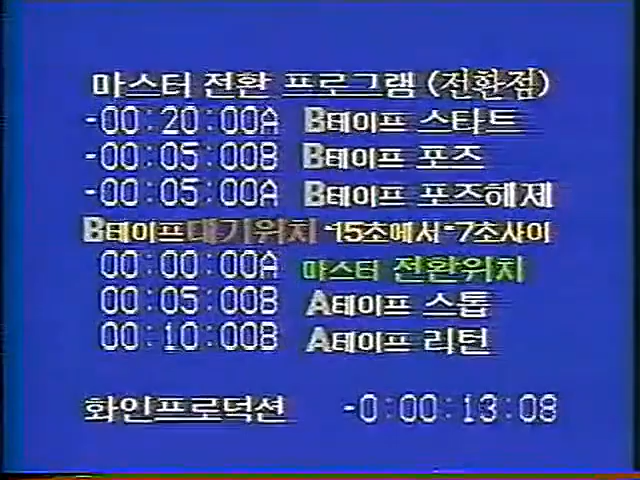 마스터 전환 프로그램 (전환점)
-00:20:00A B테이프 스타트
-00:05:00B B테이프 포즈
-00:05:00A B테이프 포즈해제
B테이프대기위치 -15초에서-7초사이
00:00:00A 마스터 전환위치
00:05:00B A테이프 스톱
00:10:00B A테이프 리턴
화인프로덕션 -0:00:13:08